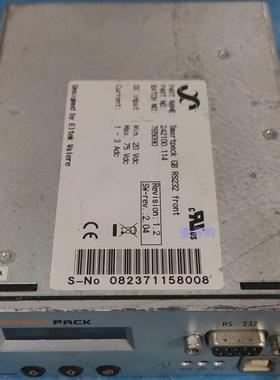 PART NAME: Smartpack GB RS232 front
PART NO: 242100.114
BATCH NO: 785090
DC input: Min. 20 Vdc
Max. 75 Vdc
Current: 1 - 3 Adc
Designed by Eltek Valere
Revision 1.2
SW-rev.: 2.04
c
US
S-No 082371158008
PACK
RS-232